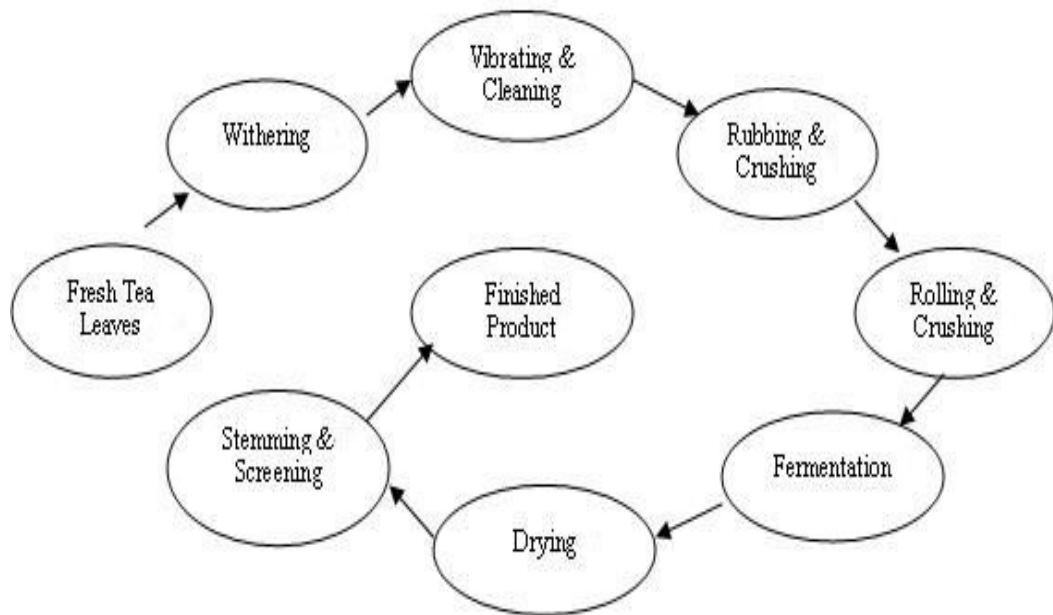 Fresh Tea
Leaves
Withering
Vibrating &
Cleaning
Rubbing &
Crushing
Rolling &
Crushing
Fermentation
Drying
Stemming &
Screening
Finished
Product